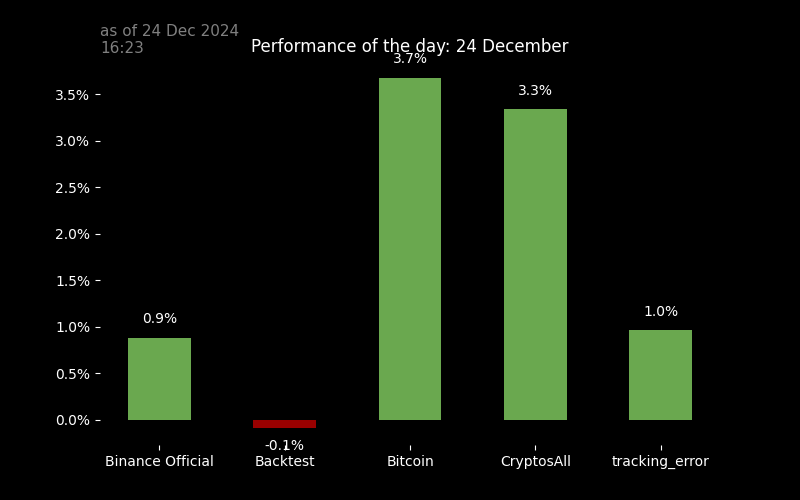 as of 24 Dec 2024
16:23
Performance of the day: 24 December
3.7%
3.3%
0.9%
1.0%
-0.1%
3.5%
3.0%
2.5%
2.0%
1.5%
1.0%
0.5%
0.0%
Binance Official
Backtest
Bitcoin
CryptosAll
tracking_error